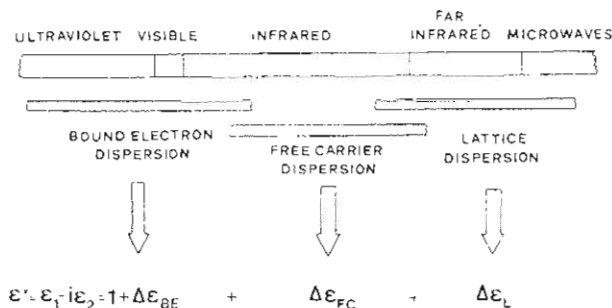 ULTRAVIOLET VISIBLE INFRARED FAR INFRARED MICROWAVES
BOUND ELECTRON DISPERSION
FREE CARRIER DISPERSION
LATTICE DISPERSION
ε*=ε₁-iε₂=1+Δε_BE + Δε_FC + Δε_L